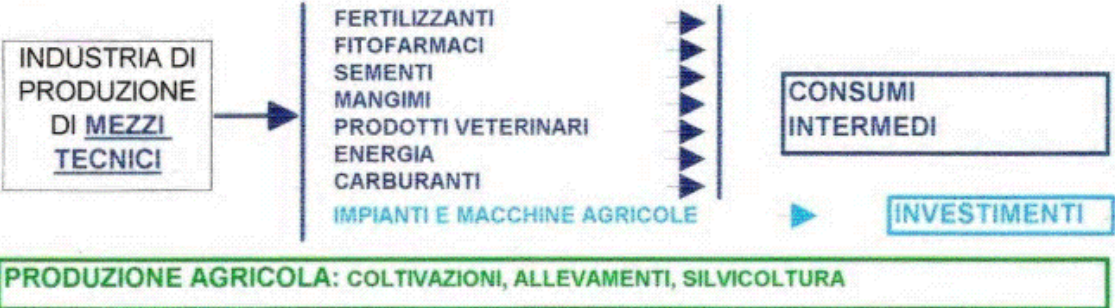 INDUSTRIA DI
PRODUZIONE
DI MEZZI
TECNICI
FERTILIZZANTI
FITOFARMACI
SEMENTI
MANGIMI
PRODOTTI VETERINARI
ENERGIA
CARBURANTI
IMPIANTI E MACCHINE AGRICOLE
CONSUMI
INTERMEDI
INVESTIMENTI
PRODUZIONE AGRICOLA: COLTIVAZIONI, ALLEVAMENTI, SILVICOLTURA